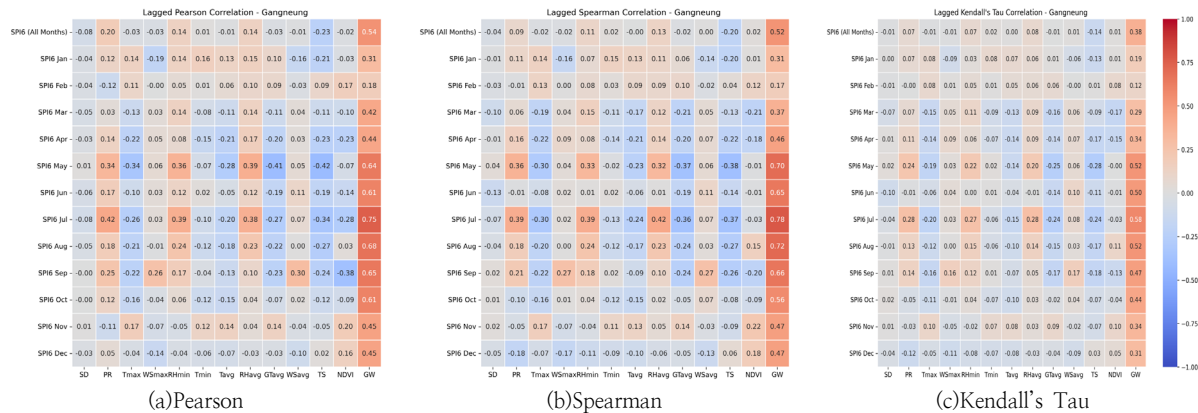 Lagged Pearson Correlation - Gangneung
SPI6 (All Months) -0.08 0.20 -0.03 -0.03 0.14 0.01 -0.01 0.14 -0.03 -0.01 -0.23 -0.02 0.54
SPI6 Jan -0.04 0.12 0.14 -0.19 0.14 0.16 0.13 0.15 0.10 -0.16 -0.21 -0.03 0.31
SPI6 Feb -0.04 -0.12 0.11 -0.00 0.05 0.01 0.06 0.10 0.09 -0.03 0.09 0.17 0.18
SPI6 Mar -0.05 0.03 -0.13 0.03 0.14 -0.08 -0.11 0.14 -0.11 0.05 -0.10 -0.09 0.42
SPI6 Apr -0.03 0.14 -0.22 0.05 0.08 -0.15 -0.21 0.17 -0.20 0.03 -0.23 -0.23 0.44
SPI6 May 0.01 0.34 -0.34 0.06 0.36 -0.07 -0.28 0.39 -0.41 0.05 -0.42 -0.07 0.64
SPI6 Jun -0.06 0.17 -0.10 0.03 0.12 0.02 -0.05 0.12 -0.19 0.11 -0.19 -0.14 0.61
SPI6 Jul -0.08 0.42 -0.26 0.03 0.39 -0.10 -0.20 0.38 -0.27 0.07 -0.34 -0.28 0.75
SPI6 Aug -0.05 0.18 -0.21 -0.01 0.24 -0.12 -0.18 0.23 -0.22 -0.00 -0.27 0.03 0.68
SPI6 Sep -0.00 0.25 -0.22 0.26 0.17 -0.04 -0.13 0.10 -0.23 0.30 -0.24 -0.38 0.65
SPI6 Oct -0.00 0.12 -0.16 -0.04 0.06 -0.12 -0.15 0.04 -0.07 0.02 -0.12 -0.09 0.61
SPI6 Nov 0.01 -0.11 0.17 -0.07 -0.05 0.12 0.14 0.04 0.14 -0.04 -0.05 0.20 0.45
SPI6 Dec -0.03 0.05 -0.04 -0.14 -0.04 -0.06 -0.07 -0.07 -0.03 -0.10 0.02 0.16 0.45
SD PR Tmax WSmax RHmin Tmin Tavg RHavg GTavg WSavg TS NDVI GW
(a)Pearson
Lagged Spearman Correlation - Gangneung
SPI6 (All Months) -0.04 0.09 -0.02 -0.02 0.11 0.00 -0.01 0.13 -0.03 0.02 -0.20 -0.02 0.52
SPI6 Jan -0.01 0.11 0.14 -0.16 0.07 0.15 0.13 0.11 0.06 -0.14 -0.20 0.01 0.31
SPI6 Feb -0.03 -0.01 0.13 -0.00 0.08 0.03 0.09 0.09 0.10 -0.02 -0.04 0.12 0.17
SPI6 Mar -0.10 0.06 -0.19 -0.04 0.15 -0.11 -0.17 0.12 -0.21 0.05 -0.13 -0.21 0.37
SPI6 Apr -0.03 0.16 -0.22 0.09 0.08 -0.14 -0.21 0.14 -0.20 0.06 -0.22 -0.18 0.46
SPI6 May 0.04 0.36 -0.30 0.04 0.33 -0.02 -0.23 0.32 -0.37 0.06 -0.38 -0.01 0.70
SPI6 Jun -0.13 -0.01 -0.08 0.02 0.02 0.01 -0.06 0.01 -0.19 0.11 -0.14 -0.02 0.65
SPI6 Jul -0.02 0.39 -0.30 0.02 0.39 -0.13 -0.24 0.42 -0.36 0.07 -0.37 -0.03 0.78
SPI6 Aug -0.04 0.18 -0.20 0.00 0.24 -0.12 -0.17 0.23 -0.21 -0.02 -0.30 0.15 0.72
SPI6 Sep 0.02 0.21 -0.22 0.27 0.18 0.02 -0.09 0.10 -0.24 0.27 -0.26 -0.20 0.66
SPI6 Oct 0.01 -0.10 -0.16 0.01 0.04 -0.12 -0.15 0.02 -0.05 0.07 -0.08 -0.09 0.56
SPI6 Nov 0.02 -0.05 0.17 -0.07 -0.02 0.11 0.13 0.05 0.14 -0.03 -0.09 0.22 0.47
SPI6 Dec -0.05 -0.18 -0.07 -0.17 -0.11 -0.09 -0.10 -0.06 -0.05 -0.13 0.06 0.18 0.47
SD PR Tmax WSmax RHmin Tmin Tavg RHavg GTavg WSavg TS NDVI GW
(b)Spearman
Lagged Kendall's Tau Correlation - Gangneung
SPI6 (All Months) -0.01 0.07 -0.01 -0.02 0.08 0.00 -0.01 0.08 -0.02 0.01 -0.14 -0.01 0.38
SPI6 Jan -0.00 0.07 0.08 -0.09 0.03 0.08 0.07 0.06 0.03 -0.08 -0.13 0.01 0.19
SPI6 Feb -0.01 -0.00 0.08 0.01 0.05 0.02 0.06 0.06 0.06 -0.01 -0.02 0.08 0.12
SPI6 Mar -0.07 0.03 -0.12 -0.02 0.11 -0.07 -0.11 0.08 -0.16 0.05 -0.09 -0.17 0.29
SPI6 Apr -0.01 0.11 -0.14 0.05 0.06 -0.09 -0.15 0.10 -0.14 0.04 -0.17 -0.15 0.34
SPI6 May 0.02 0.24 -0.19 0.03 0.22 -0.02 -0.14 0.20 -0.25 0.06 -0.28 -0.00 0.52
SPI6 Jun -0.10 -0.01 -0.06 0.03 0.02 0.00 -0.04 -0.02 -0.14 0.10 -0.11 -0.01 0.50
SPI6 Jul -0.04 0.28 -0.18 0.03 0.27 -0.06 -0.15 0.28 -0.24 0.08 -0.24 -0.03 0.58
SPI6 Aug -0.01 0.13 -0.12 0.00 0.15 -0.07 -0.10 0.14 -0.15 0.02 -0.22 0.11 0.52
SPI6 Sep -0.01 0.14 -0.16 0.16 0.12 0.01 -0.07 0.09 -0.16 0.17 -0.18 -0.13 0.47
SPI6 Oct 0.02 -0.05 -0.10 0.02 0.04 -0.08 -0.10 0.02 -0.02 0.04 -0.04 -0.07 0.44
SPI6 Nov 0.01 -0.03 0.10 -0.05 -0.02 0.07 0.08 0.04 0.09 -0.01 -0.06 0.10 0.34
SPI6 Dec -0.04 -0.12 -0.05 -0.11 -0.08 -0.05 -0.06 -0.05 -0.04 -0.09 0.03 0.05 0.31
SD PR Tmax WSmax RHmin Tmin Tavg RHavg GTavg WSavg TS NDVI GW
(c)Kendall's Tau
1.00
0.75
0.50
0.25
0.00
-0.25
-0.50
-0.75
-1.00